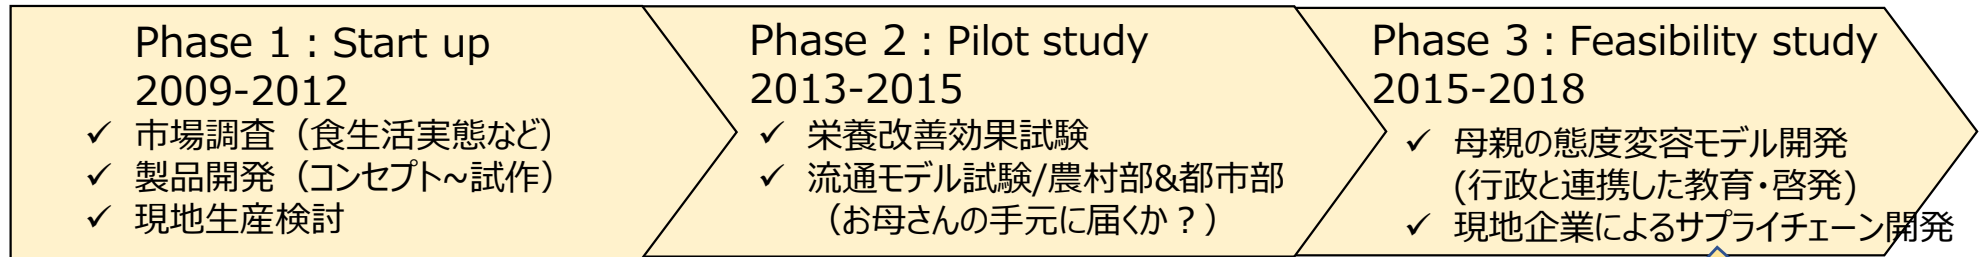 Phase 1：Start up
2009-2012
✓ 市場調査（食生活実態など）
✓ 製品開発（コンセプト~試作）
✓ 現地生産検討
Phase 2：Pilot study
2013-2015
✓ 栄養改善効果試験
✓ 流通モデル試験/農村部&都市部
（お母さんの手元に届くか？）
Phase 3：Feasibility study
2015-2018
✓ 母親の態度変容モデル開発
(行政と連携した教育・啓発)
✓ 現地企業によるサプライチェーン開発